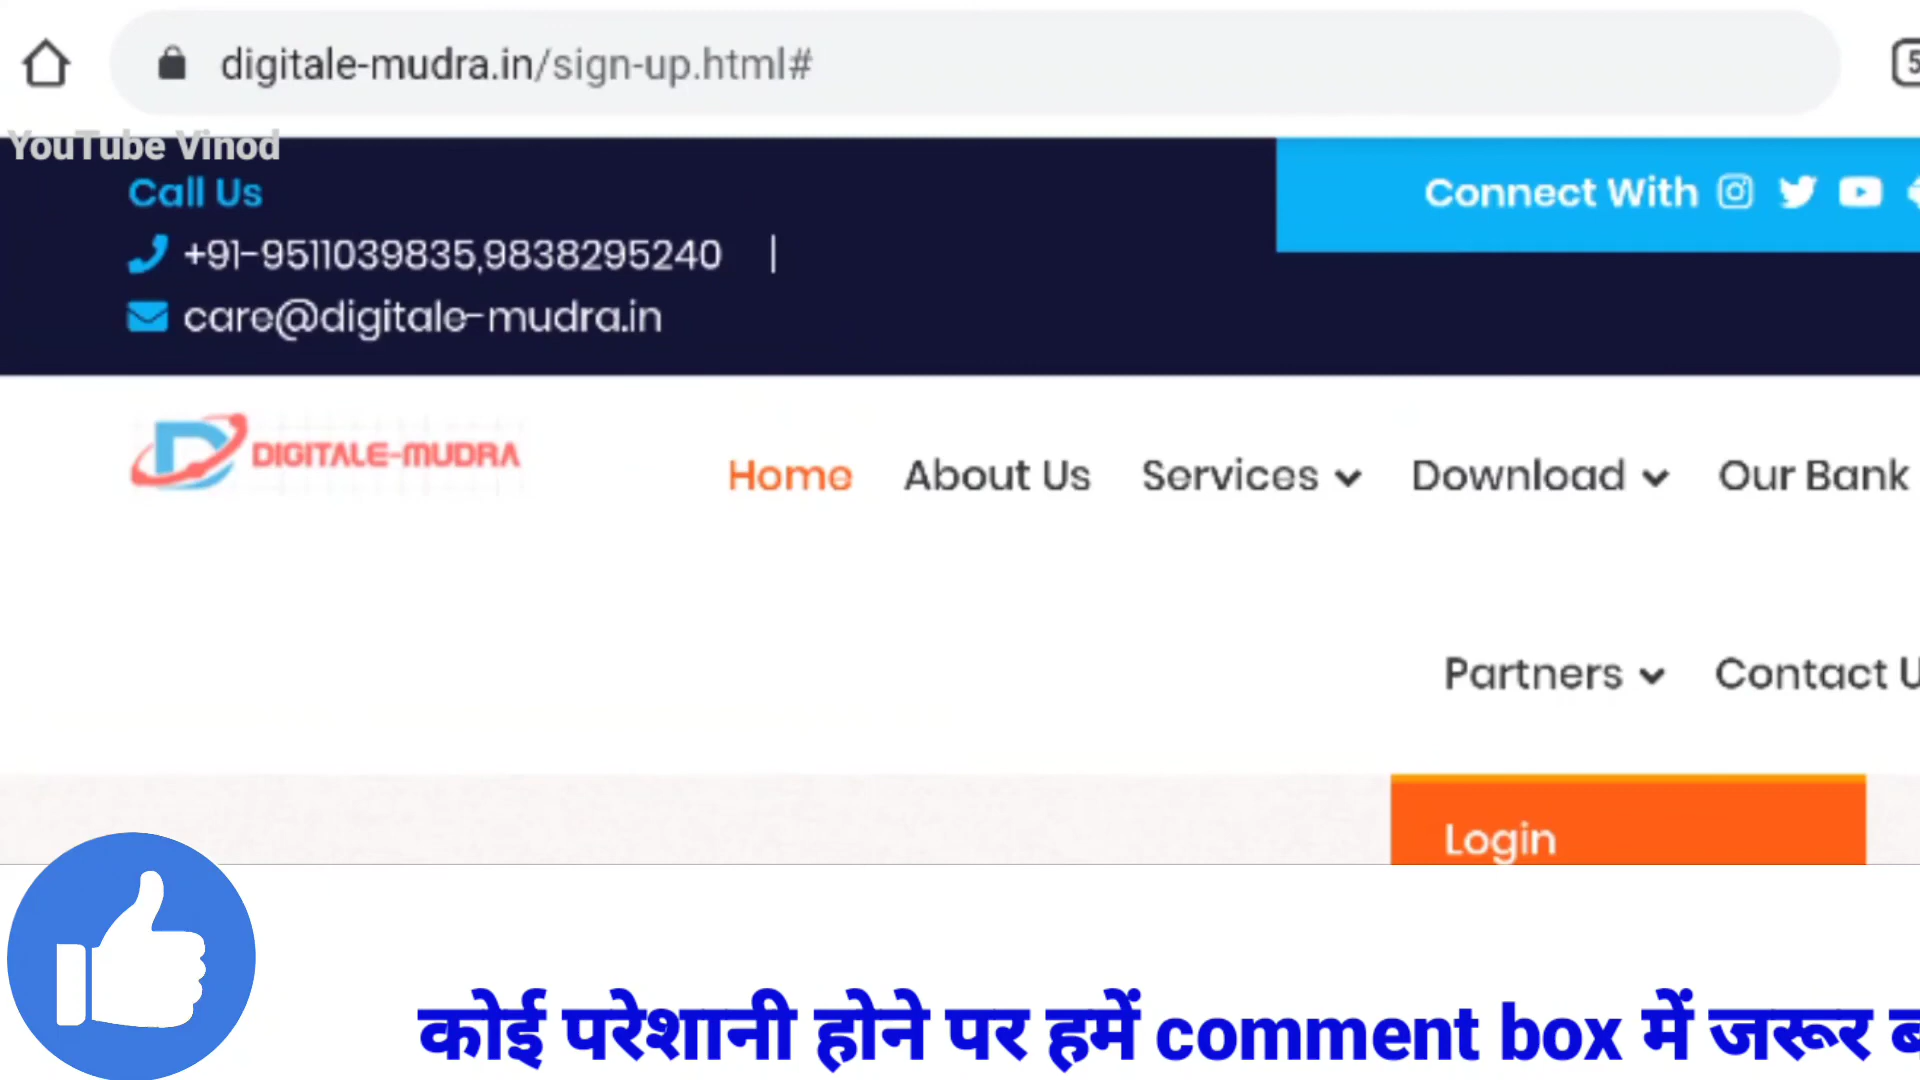 digitale-mudra.in/sign-up.html#
YouTube Vinod
Call Us
+91-9511039835,9838295240 |
care@digitale-mudra.in
Connect With
DIGITALE-MUDRA
Home About Us Services Download Our Bank
Partners Contact U
Login
कोई परेशानी होने पर हमें comment box में जरूर